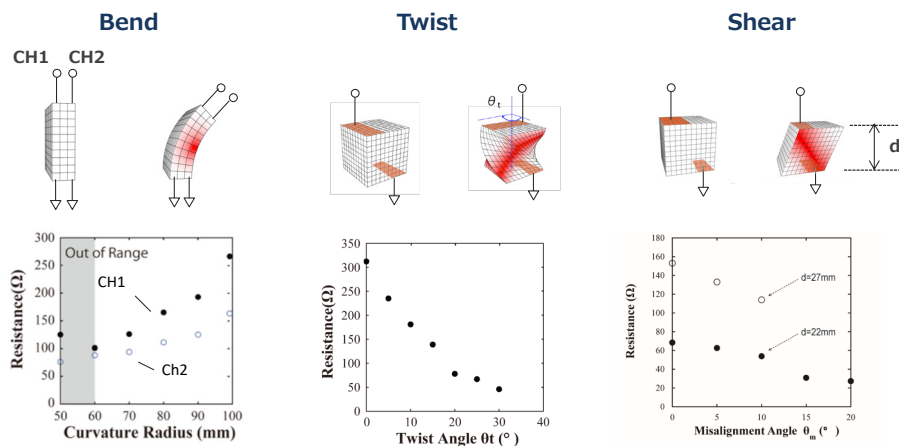 Bend
Twist
Shear
CH1 CH2
θt
d
Out of Range
CH1
Ch2
Resistance(Ω)
300
250
200
150
100
50
0
50 60 70 80 90 100
Curvature Radius (mm)
Resistance(Ω)
350
300
250
200
150
100
50
0
0 10 20 30 40
Twist Angle θt (°)
Resistance (Ω)
180
160
140
120
100
80
60
40
20
0
d=27mm
d=22mm
0 5 10 15 20
Misalignment Angle θm (°)